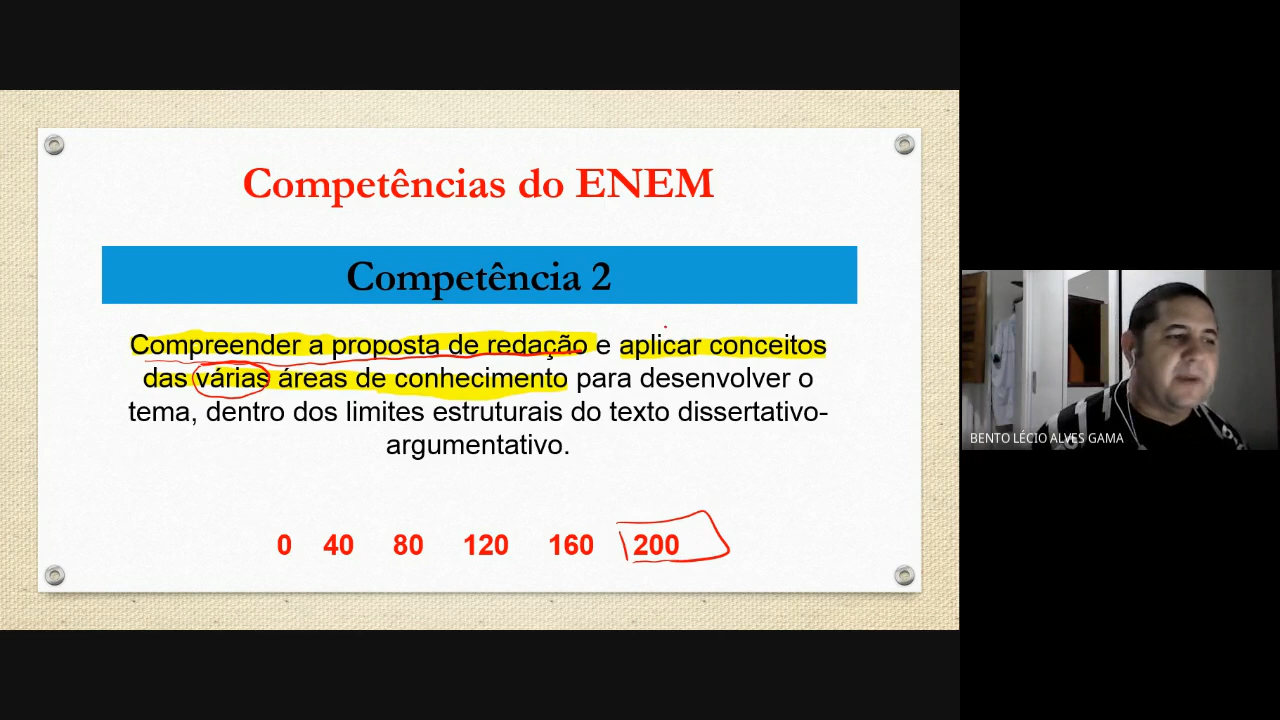 Competências do ENEM
Competência 2
Compreender a proposta de redação e aplicar conceitos
das várias áreas de conhecimento para desenvolver o
tema, dentro dos limites estruturais do texto dissertativo-
argumentativo.
0 40 80 120 160 200
BENTO LÉCIO ALVES GAMA